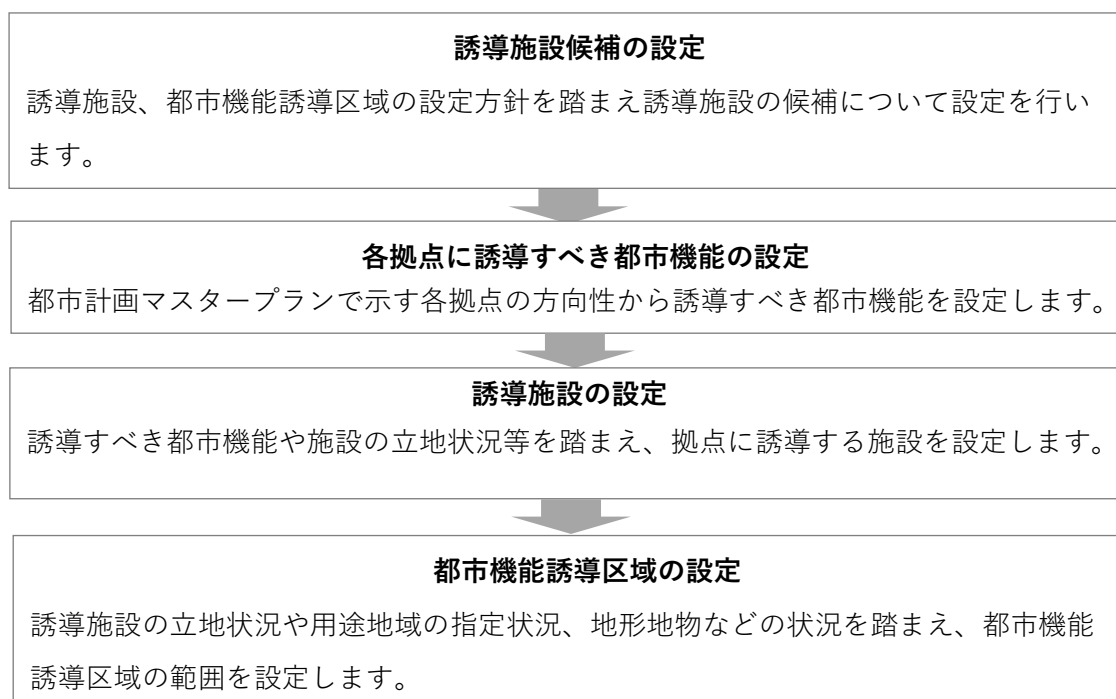 誘導施設候補の設定
誘導施設、都市機能誘導区域の設定方針を踏まえ誘導施設の候補について設定を行い
ます。
各拠点に誘導すべき都市機能の設定
都市計画マスタープランで示す各拠点の方向性から誘導すべき都市機能を設定します。
誘導施設の設定
誘導すべき都市機能や施設の立地状況等を踏まえ、拠点に誘導する施設を設定します。
都市機能誘導区域の設定
誘導施設の立地状況や用途地域の指定状況、地形地物などの状況を踏まえ、都市機能
誘導区域の範囲を設定します。